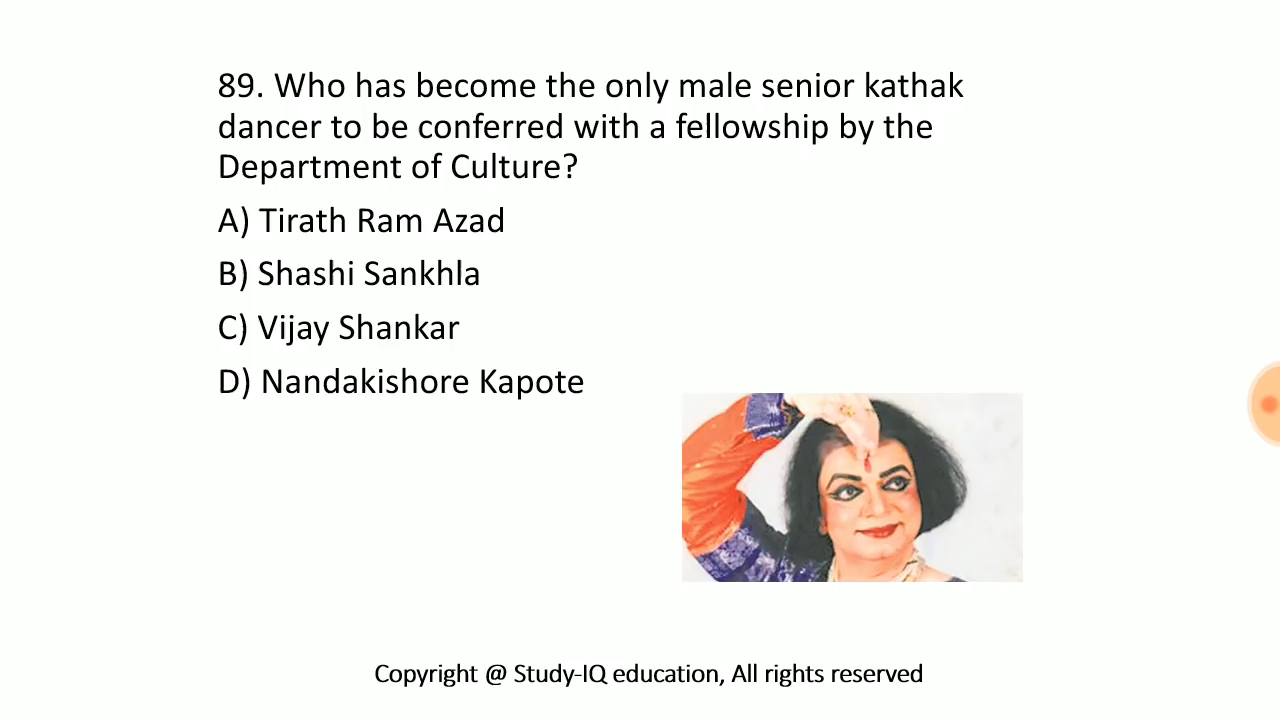 89. Who has become the only male senior kathak
dancer to be conferred with a fellowship by the
Department of Culture?
A) Tirath Ram Azad
B) Shashi Sankhla
C) Vijay Shankar
D) Nandakishore Kapote
Copyright @ Study-IQ education, All rights reserved